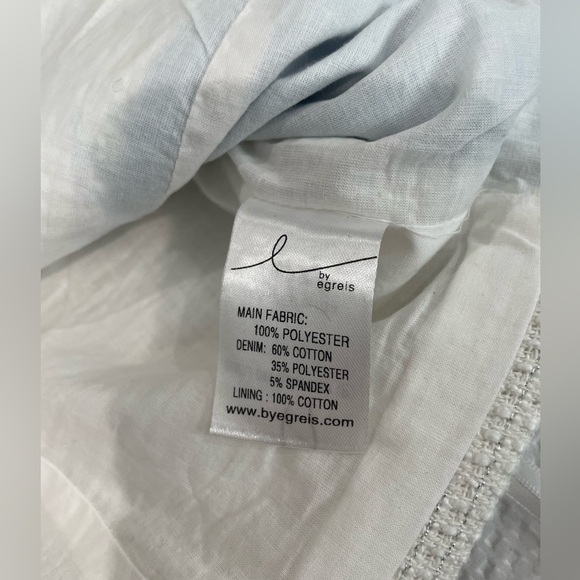 by
egreis
MAIN FABRIC:
100% POLYESTER
DENIM: 60% COTTON
35% POLYESTER
5% SPANDEX
LINING : 100% COTTON
www.byegreis.com